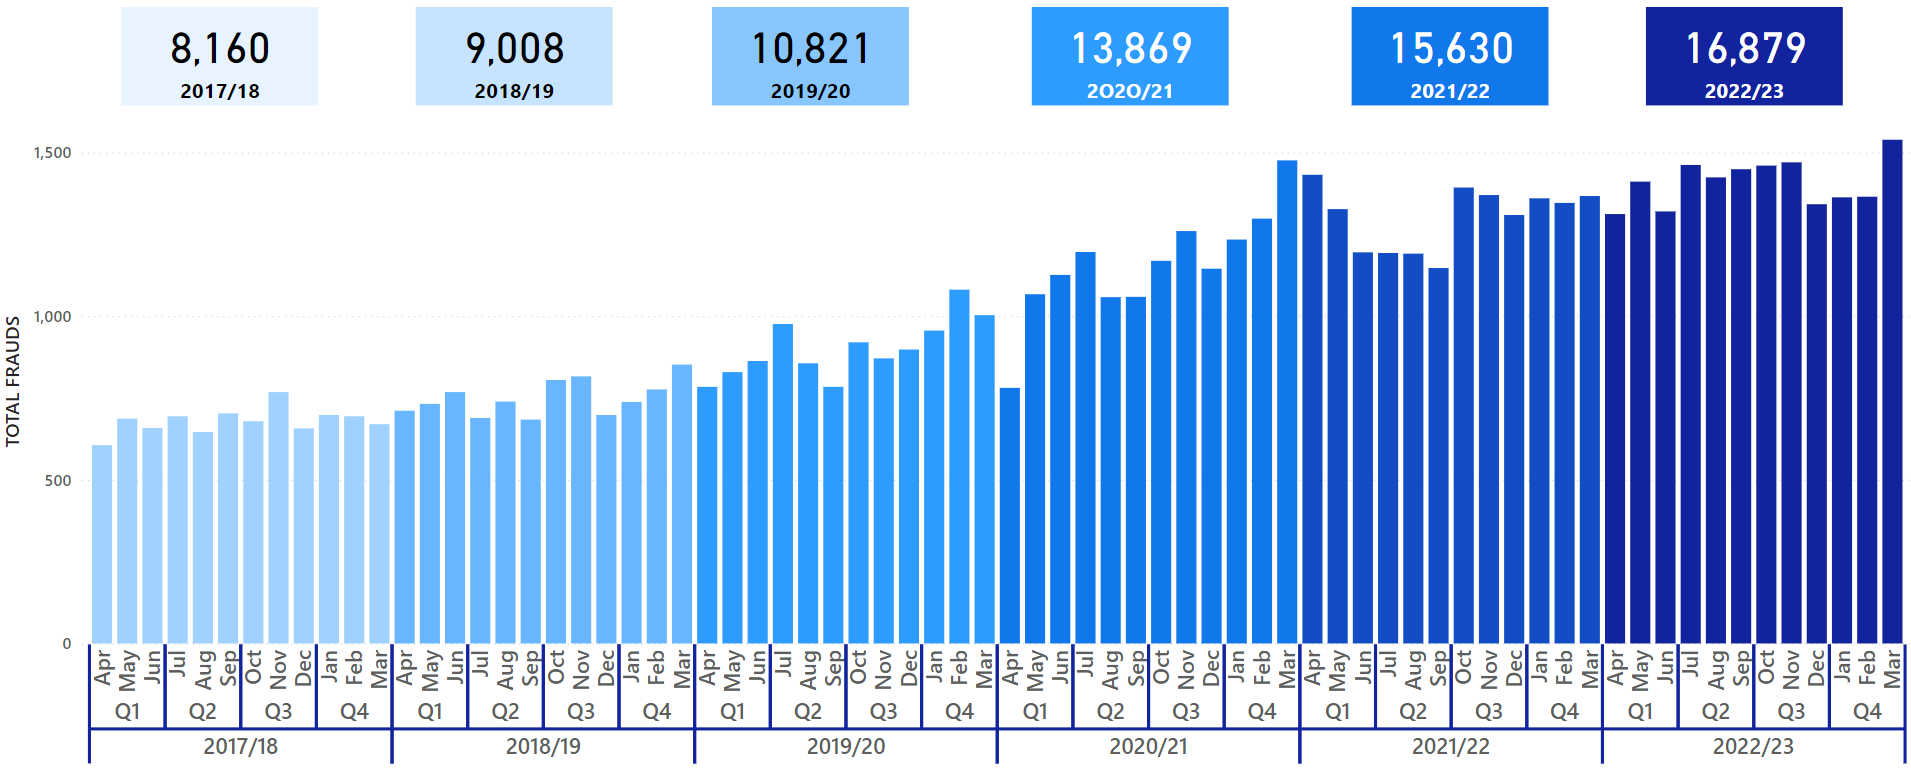 8,160 9,008 10,821 13,869 15,630 16,879
2017/18 2018/19 2019/20 2O2O/21 2021/22 2022/23
1,500
1,000
500
0
TOTAL FRAUDS
Apr May Jun Jul Aug Sep Oct Nov Dec Jan Feb Mar Apr May Jun Jul Aug Sep Oct Nov Dec Jan Feb Mar Apr May Jun Jul Aug Sep Oct Nov Dec Jan Feb Mar Apr May Jun Jul Aug Sep Oct Nov Dec Jan Feb Mar Apr May Jun Jul Aug Sep Oct Nov Dec Jan Feb Mar Apr May Jun Jul Aug Sep Oct Nov Dec Jan Feb Mar
Q1 Q2 Q3 Q4 Q1 Q2 Q3 Q4 Q1 Q2 Q3 Q4 Q1 Q2 Q3 Q4 Q1 Q2 Q3 Q4 Q1 Q2 Q3 Q4
2017/18 2018/19 2019/20 2020/21 2021/22 2022/23